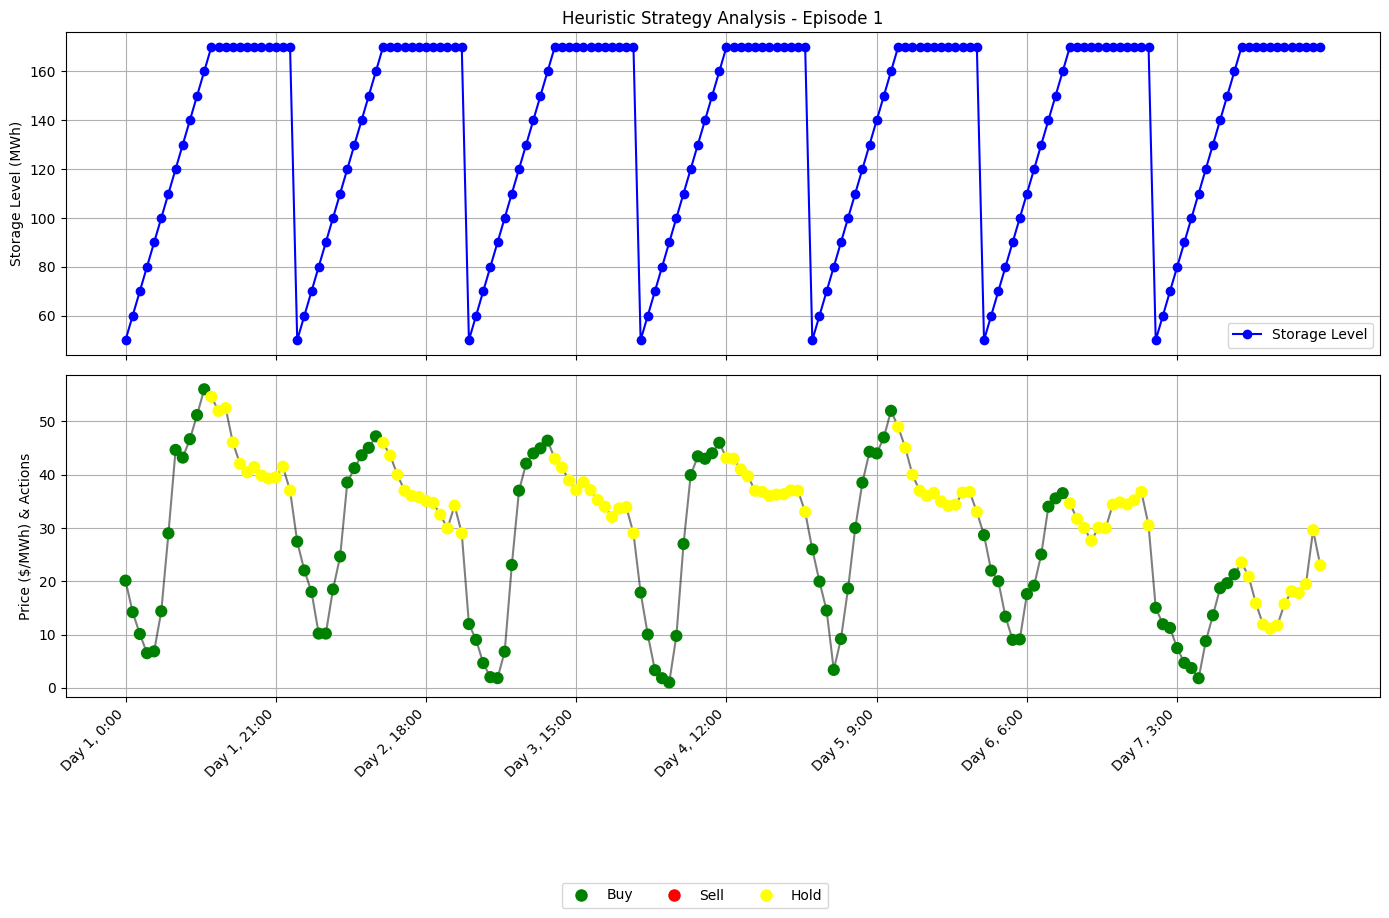 Heuristic Strategy Analysis - Episode 1
Storage Level (MWh)
160
140
120
100
80
60
Storage Level
Price ($/MWh) & Actions
50
40
30
20
10
0
Day 1, 0:00
Day 1, 21:00
Day 2, 18:00
Day 3, 15:00
Day 4, 12:00
Day 5, 9:00
Day 6, 6:00
Day 7, 3:00
Buy Sell Hold